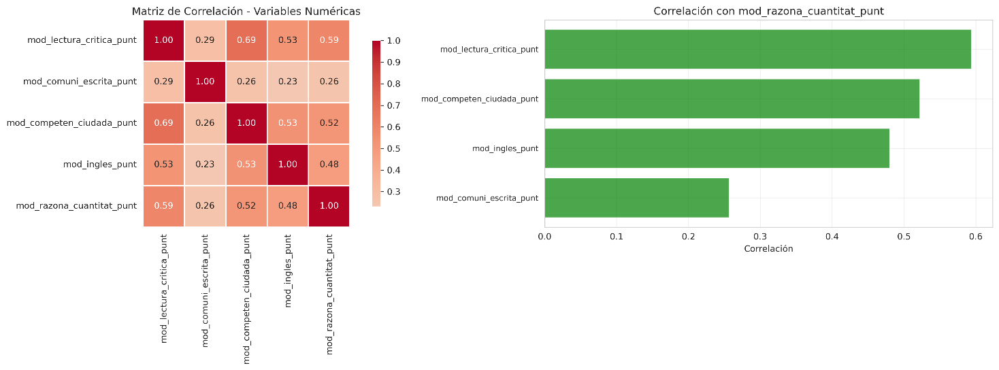 Matriz de Correlación - Variables Numéricas
mod_lectura_critica_punt 1.00 0.29 0.69 0.53 0.59
mod_comuni_escrita_punt 0.29 1.00 0.26 0.23 0.26
mod_competen_ciudada_punt 0.69 0.26 1.00 0.53 0.52
mod_ingles_punt 0.53 0.23 0.53 1.00 0.48
mod_razona_cuantitat_punt 0.59 0.26 0.52 0.48 1.00
mod_lectura_critica_punt
mod_comuni_escrita_punt
mod_competen_ciudada_punt
mod_ingles_punt
mod_razona_cuantitat_punt
1.0
0.9
0.8
0.7
0.6
0.5
0.4
0.3
Correlación con mod_razona_cuantitat_punt
mod_lectura_critica_punt
mod_competen_ciudada_punt
mod_ingles_punt
mod_comuni_escrita_punt
0.0 0.1 0.2 0.3 0.4 0.5 0.6
Correlación